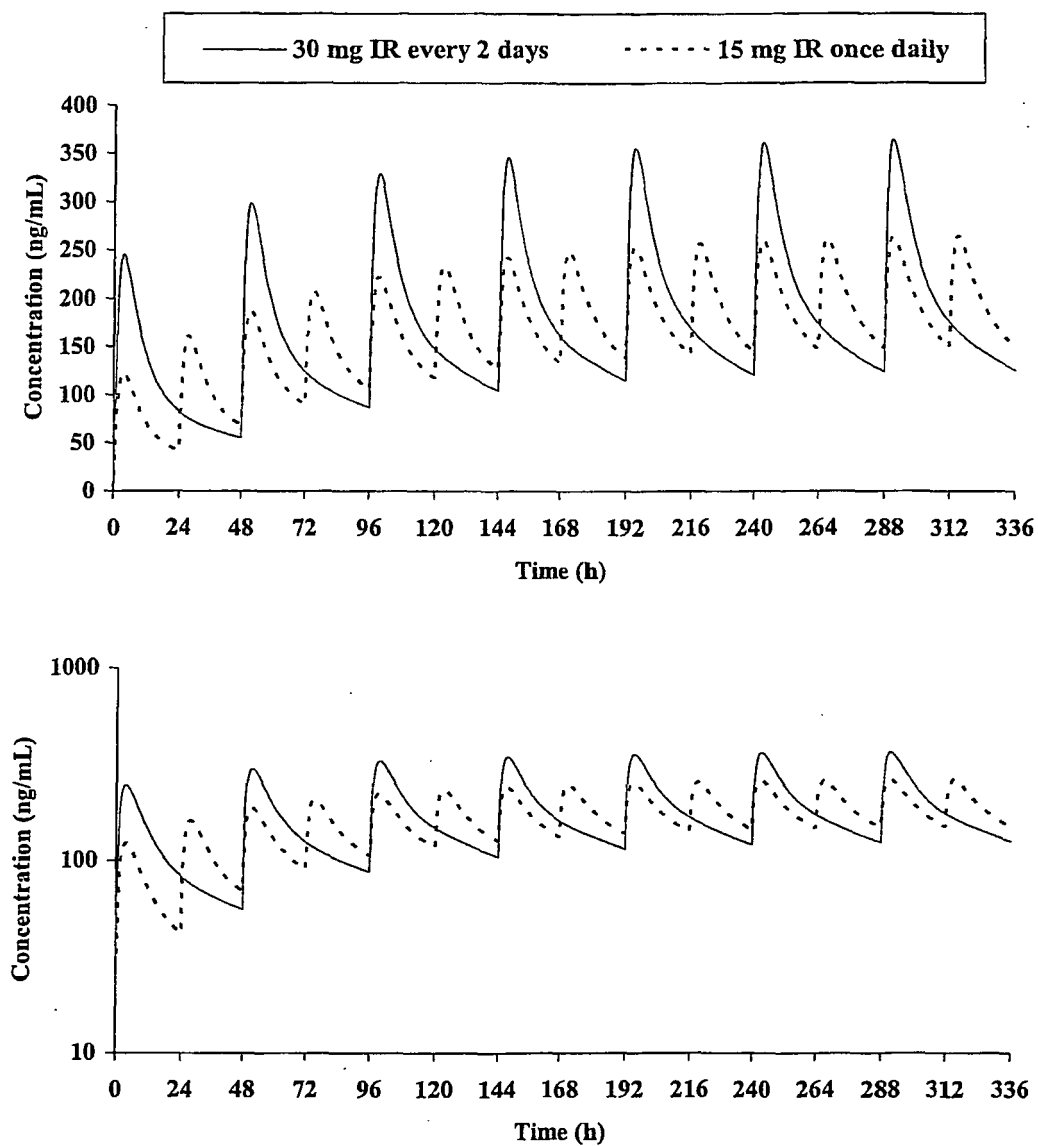 30 mg IR every 2 days 15 mg IR once daily
400
350
300
250
200
150
100
50
0
Concentration (ng/mL)
0 24 48 72 96 120 144 168 192 216 240 264 288 312 336
Time (h)
1000
100
10
Concentration (ng/mL)
0 24 48 72 96 120 144 168 192 216 240 264 288 312 336
Time (h)